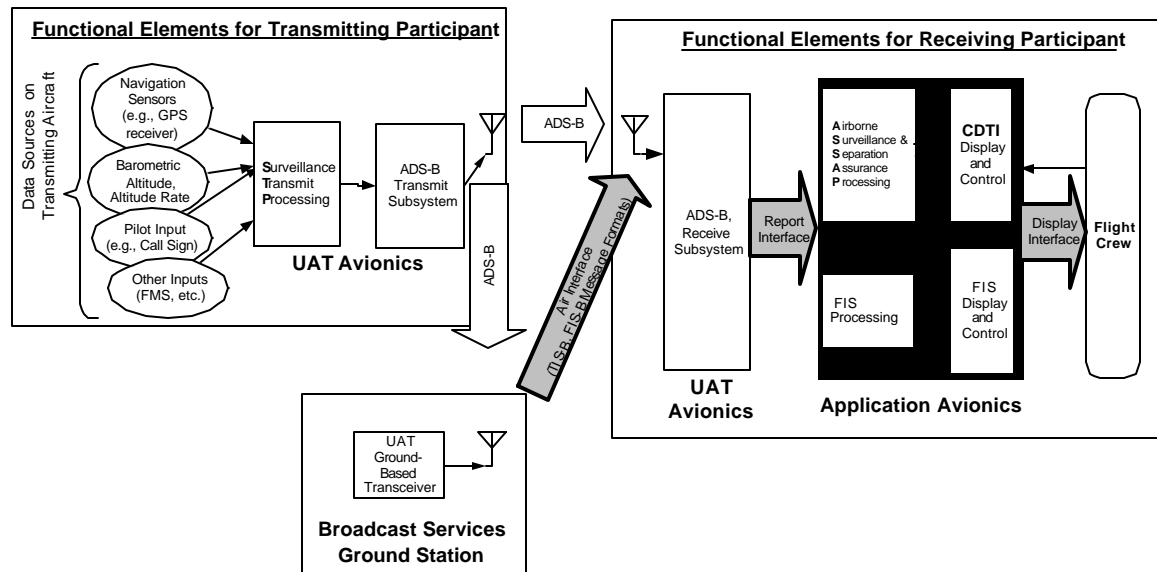 Functional Elements for Transmitting Participant
Data Sources on
Transmitting Aircraft
Navigation
Sensors
(e.g., GPS
receiver)
Barometric
Altitude,
Altitude Rate
Pilot Input
(e.g., Call Sign)
Other Inputs
(FMS, etc.)
Surveillance
Transmit
Processing
ADS-B
Transmit
Subsystem
UAT Avionics
ADS-B
ADS-B
Air Interface
(TIS-B, FIS-B Message Formats)
UAT
Ground-
Based
Transceiver
Broadcast Services
Ground Station
Functional Elements for Receiving Participant
ADS-B,
Receive
Subsystem
UAT
Avionics
Report
Interface
Airborne
Surveillance &
Separation
Assurance
Processing
CDTI
Display
and
Control
FIS
Processing
FIS
Display
and
Control
Application Avionics
Display
Interface
Flight
Crew